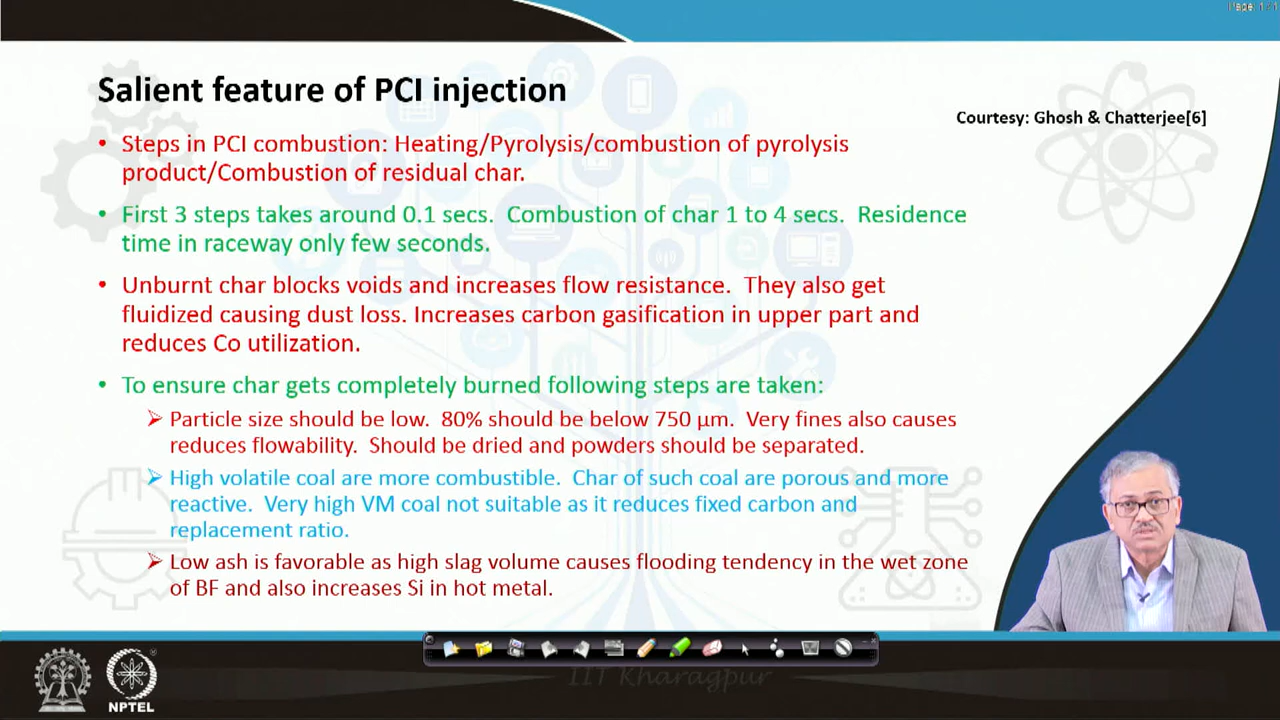 Page: 1 / 1
Salient feature of PCI injection
Courtesy: Ghosh & Chatterjee[6]
• Steps in PCI combustion: Heating/Pyrolysis/combustion of pyrolysis
product/Combustion of residual char.
• First 3 steps takes around 0.1 secs. Combustion of char 1 to 4 secs. Residence
time in raceway only few seconds.
• Unburnt char blocks voids and increases flow resistance. They also get
fluidized causing dust loss. Increases carbon gasification in upper part and
reduces Co utilization.
• To ensure char gets completely burned following steps are taken:
➢ Particle size should be low. 80% should be below 750 μm. Very fines also causes
reduces flowability. Should be dried and powders should be separated.
➢ High volatile coal are more combustible. Char of such coal are porous and more
reactive. Very high VM coal not suitable as it reduces fixed carbon and
replacement ratio.
➢ Low ash is favorable as high slag volume causes flooding tendency in the wet zone
of BF and also increases Si in hot metal.
IIT Kharagpur
NPTEL